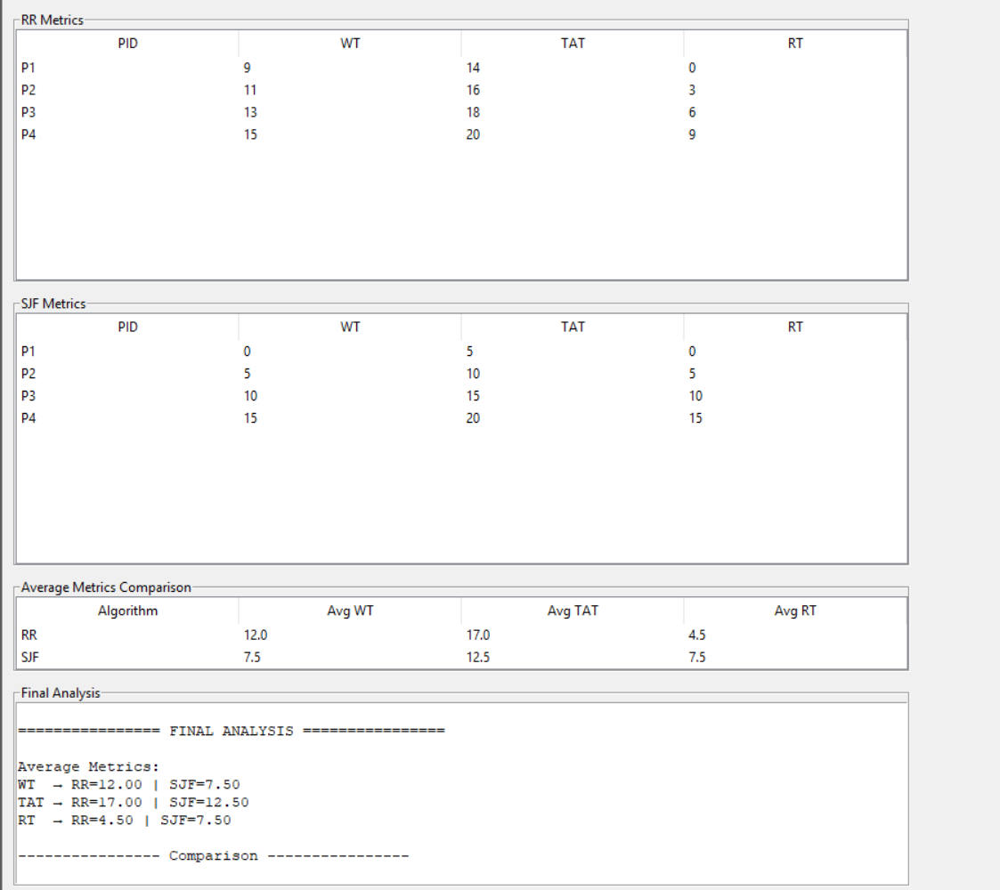 RR Metrics
PID WT TAT RT
P1 9 14 0
P2 11 16 3
P3 13 18 6
P4 15 20 9
SJF Metrics
PID WT TAT RT
P1 0 5 0
P2 5 10 5
P3 10 15 10
P4 15 20 15
Average Metrics Comparison
Algorithm Avg WT Avg TAT Avg RT
RR 12.0 17.0 4.5
SJF 7.5 12.5 7.5
Final Analysis
================ FINAL ANALYSIS ================
Average Metrics:
WT → RR=12.00 | SJF=7.50
TAT → RR=17.00 | SJF=12.50
RT → RR=4.50 | SJF=7.50
---------------- Comparison ----------------